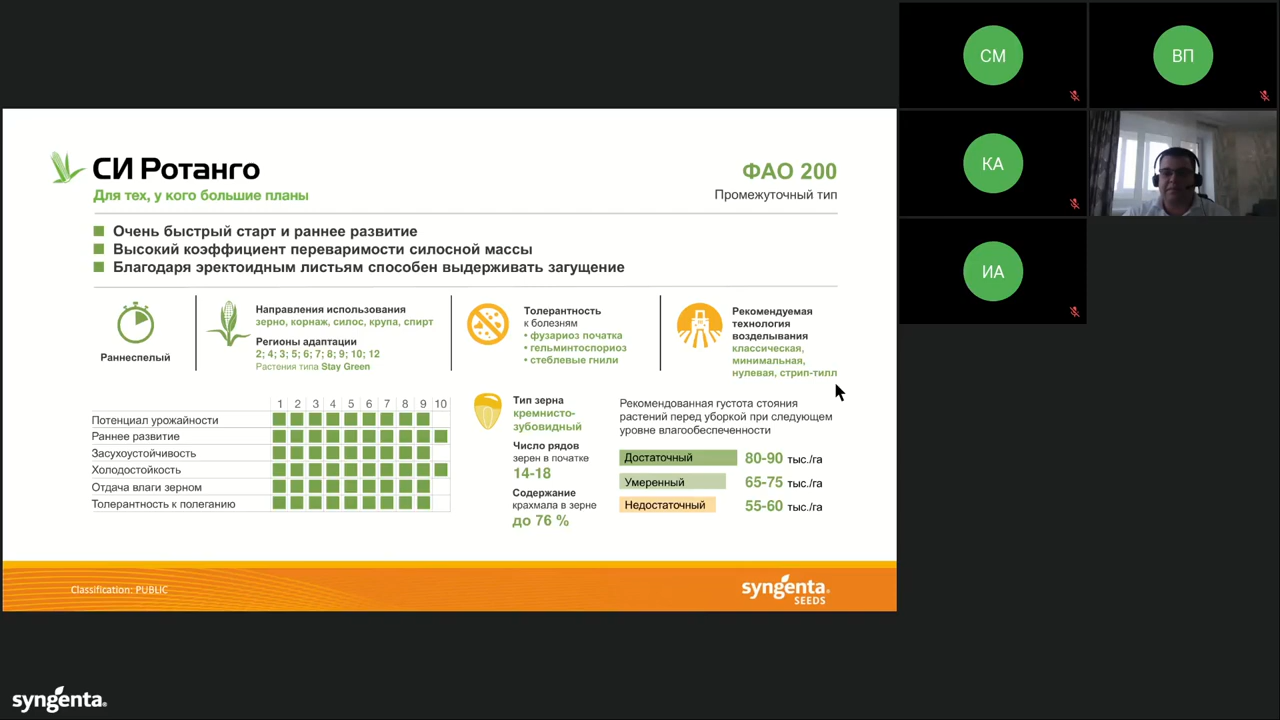 СИ Ротанго
Для тех, у кого большие планы
ФАО 200
Промежуточный тип
Очень быстрый старт и раннее развитие
Высокий коэффициент переваримости силосной массы
Благодаря эректоидным листьям способен выдерживать загущение
Раннеспелый
Направления использования
зерно, корнаж, силос, крупа, спирт
Регионы адаптации
2; 4; 3; 5; 6; 7; 8; 9; 10; 12
Растения типа Stay Green
Толерантность
к болезням
• фузариоз початка
• гельминтоспориоз
• стеблевые гнили
Рекомендуемая
технология
возделывания
классическая,
минимальная,
нулевая, стрип-тилл
1 2 3 4 5 6 7 8 9 10
Потенциал урожайности
Раннее развитие
Засухоустойчивость
Холодостойкость
Отдача влаги зерном
Толерантность к полеганию
Тип зерна
кремнисто-
зубовидный
Число рядов
зерен в початке
14-18
Содержание
крахмала в зерне
до 76 %
Рекомендованная густота стояния
растений перед уборкой при следующем
уровне влагообеспеченности
Достаточный 80-90 тыс./га
Умеренный 65-75 тыс./га
Недостаточный 55-60 тыс./га
Classification: PUBLIC
syngenta.
SEEDS
syngenta.
СМ
ВП
КА
ИА